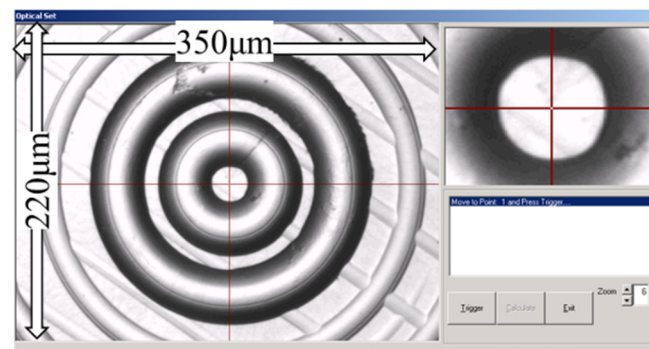 Optical Set
350μm
220μm
Move to Point: 1 and Press Trigger...
Zoom
6
Trigger
Calculate
Exit